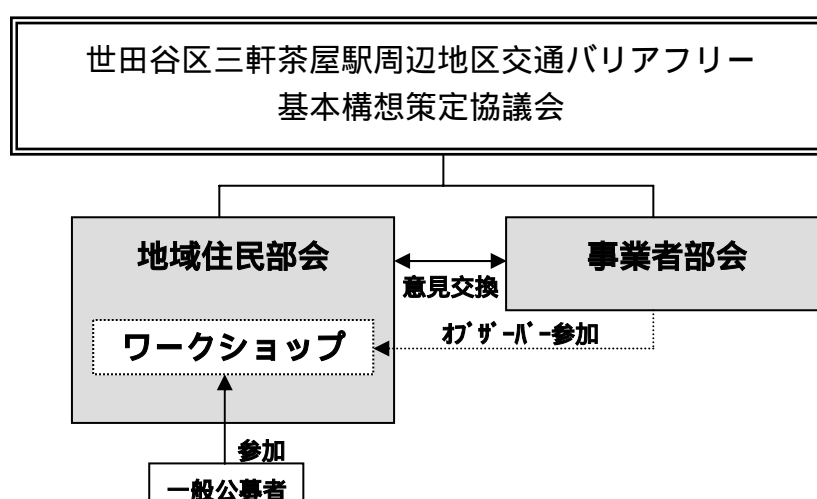 世田谷区三軒茶屋駅周辺地区交通バリアフリー
基本構想策定協議会
地域住民部会
事業者部会
意見交換
ワークショップ
ｵﾌﾞｻﾞｰﾊﾞｰ参加
参加
一般公募者